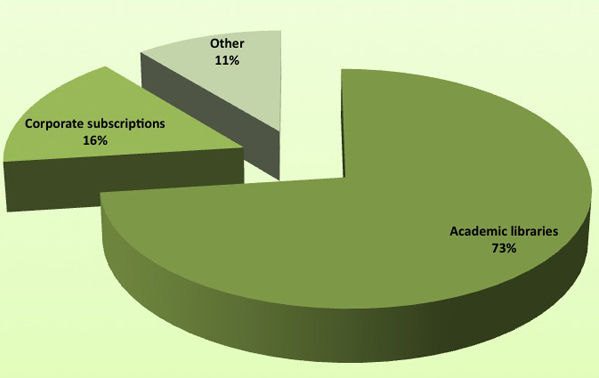 Other
11%
Corporate subscriptions
16%
Academic libraries
73%